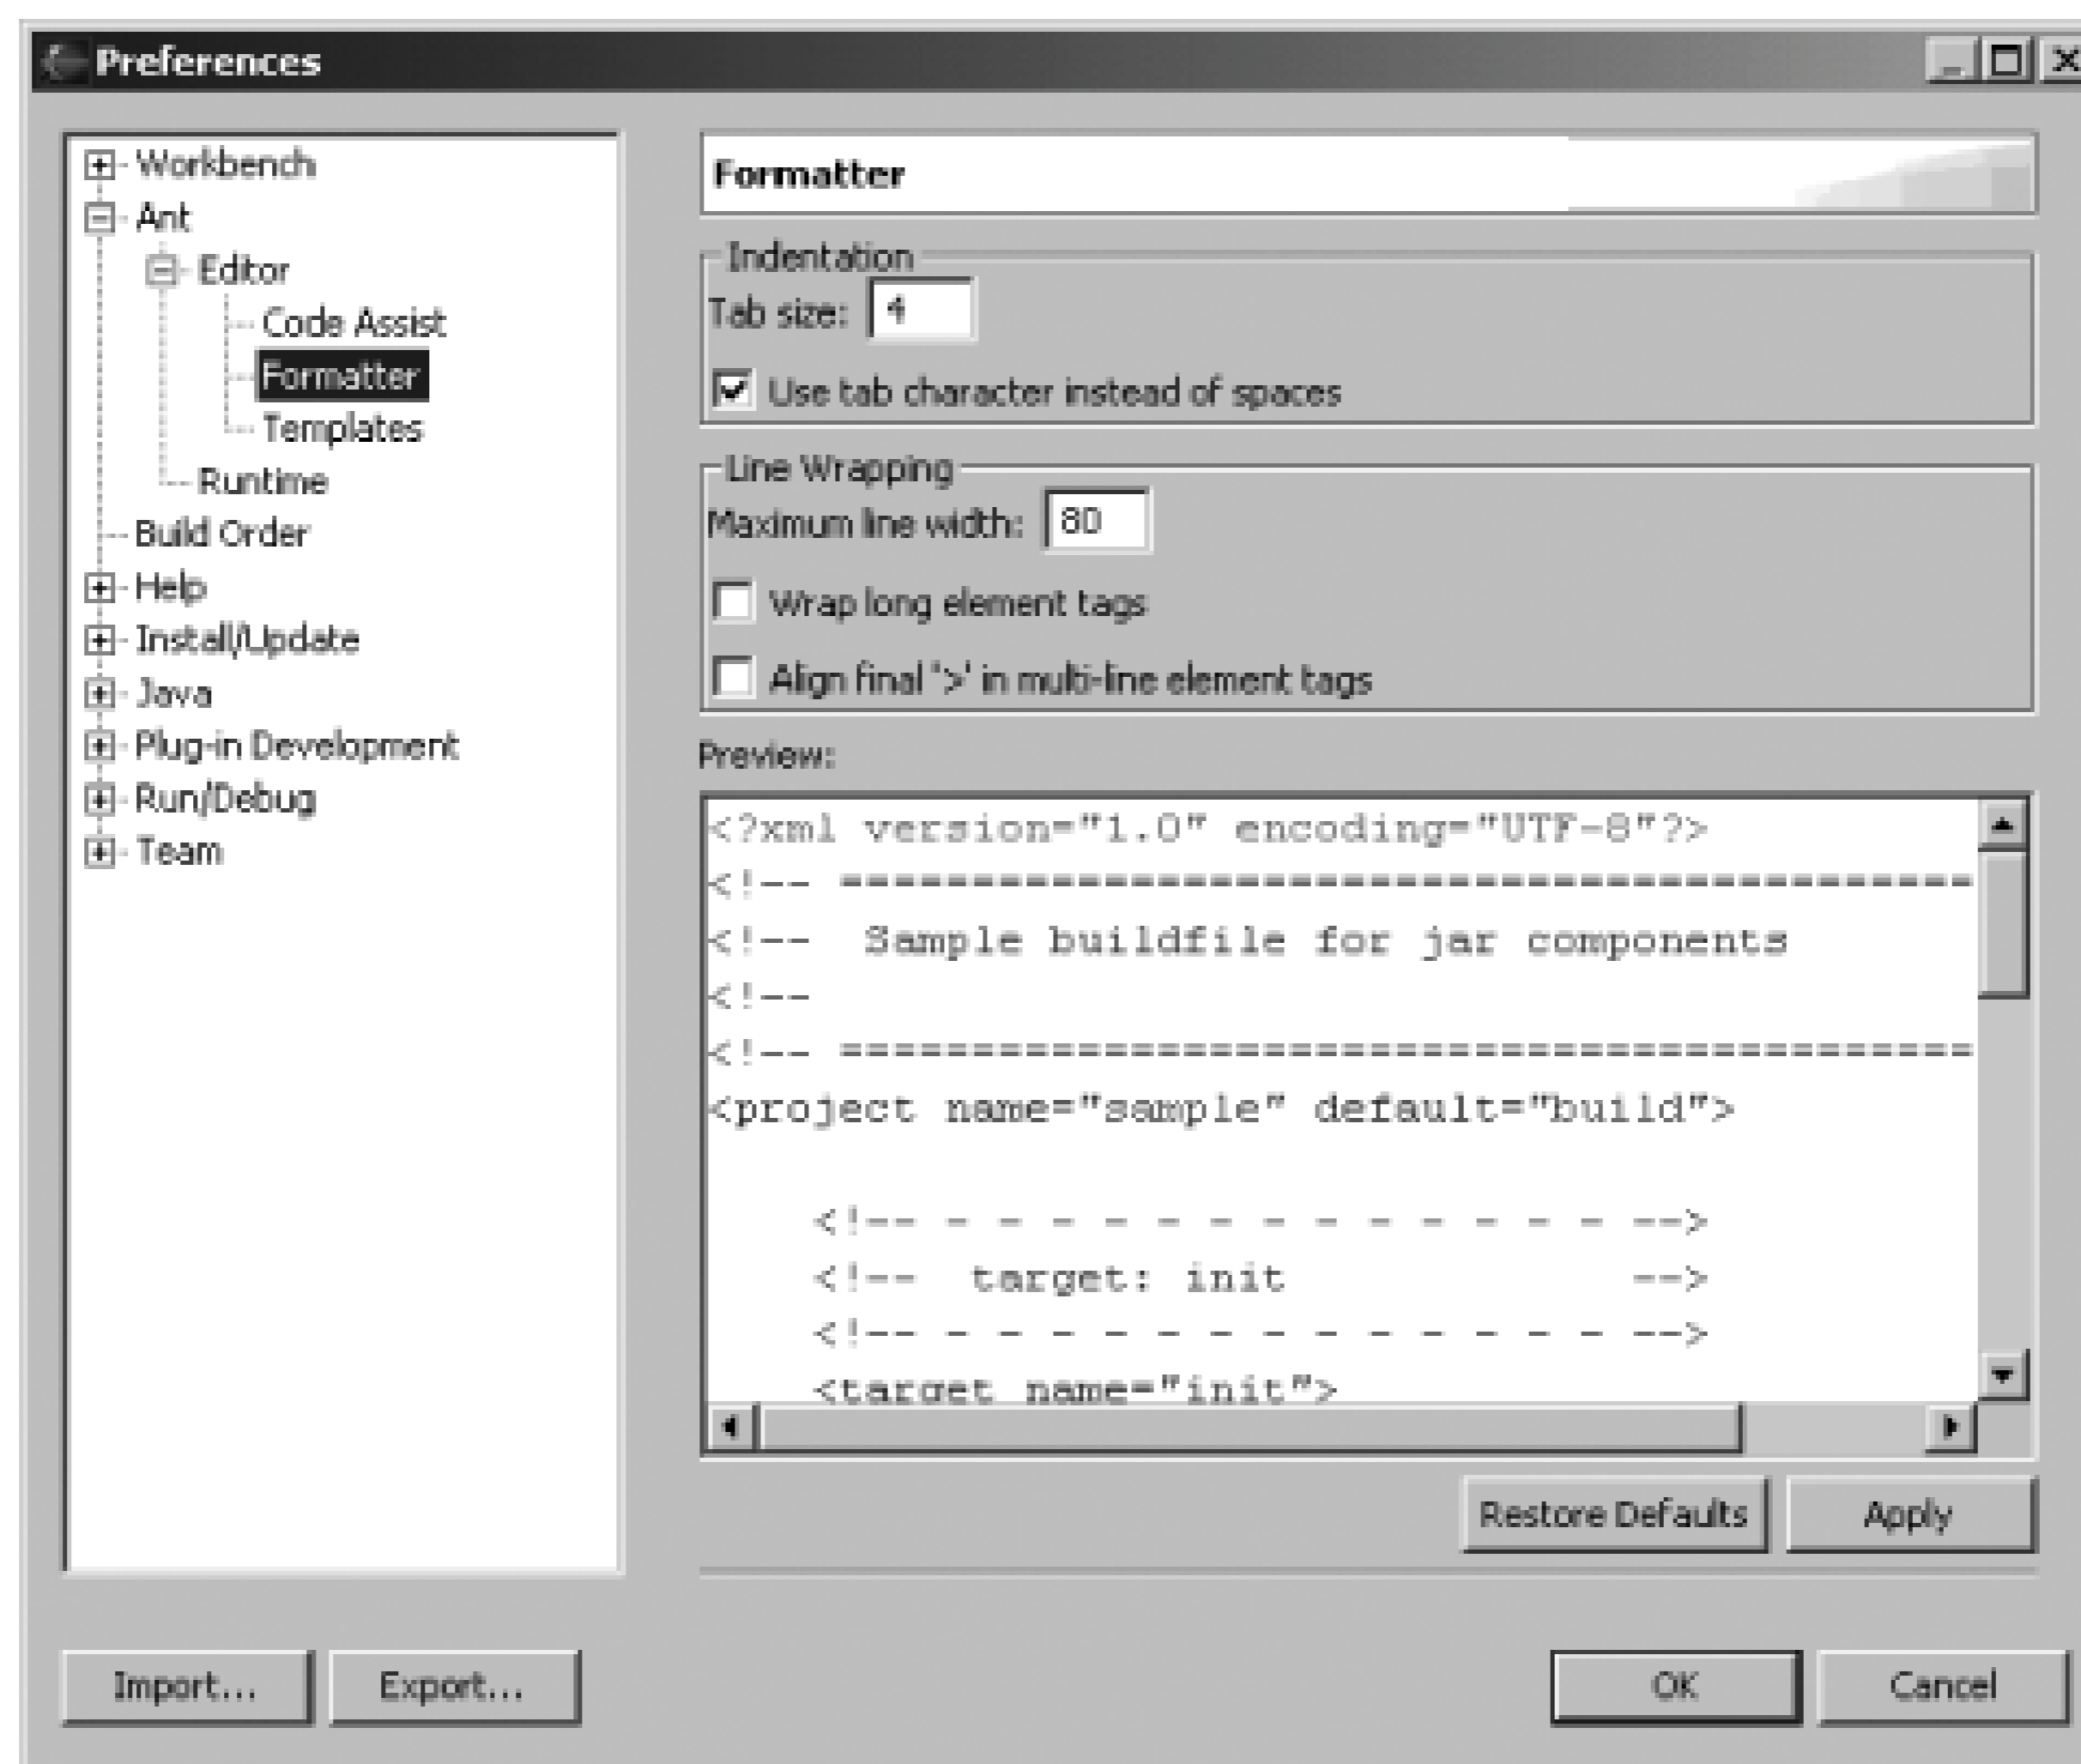 Preferences
Workbench
Ant
Editor
Code Assist
Formatter
Templates
Runtime
Build Order
Help
Install/Update
Java
Plug-in Development
Run/Debug
Team
Formatter
Indentation
Tab size: 4
Use tab character instead of spaces
Line Wrapping
Maximum line width: 80
Wrap long element tags
Align final '>' in multi-line element tags
Preview:
<?xml version="1.0" encoding="UTF-8"?>
<!-- ===========================================
<!--  Sample buildfile for jar components
<!--
<!-- ===========================================
<project name="sample" default="build">
    <!-- - - - - - - - - - - - - - -->
    <!--  target: init             -->
    <!-- - - - - - - - - - - - - - -->
    <target name="init">
Restore Defaults Apply
Import... Export... OK Cancel